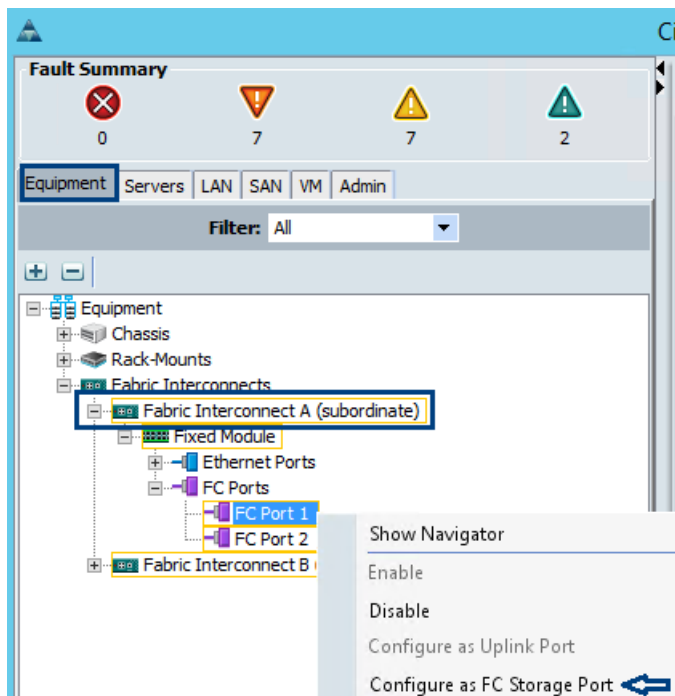 Ci
Fault Summary
0 7 7 2
Equipment Servers LAN SAN VM Admin
Filter: All
Equipment
Chassis
Rack-Mounts
Fabric Interconnects
Fabric Interconnect A (subordinate)
Fixed Module
Ethernet Ports
FC Ports
FC Port 1
FC Port 2
Fabric Interconnect B (
Show Navigator
Enable
Disable
Configure as Uplink Port
Configure as FC Storage Port